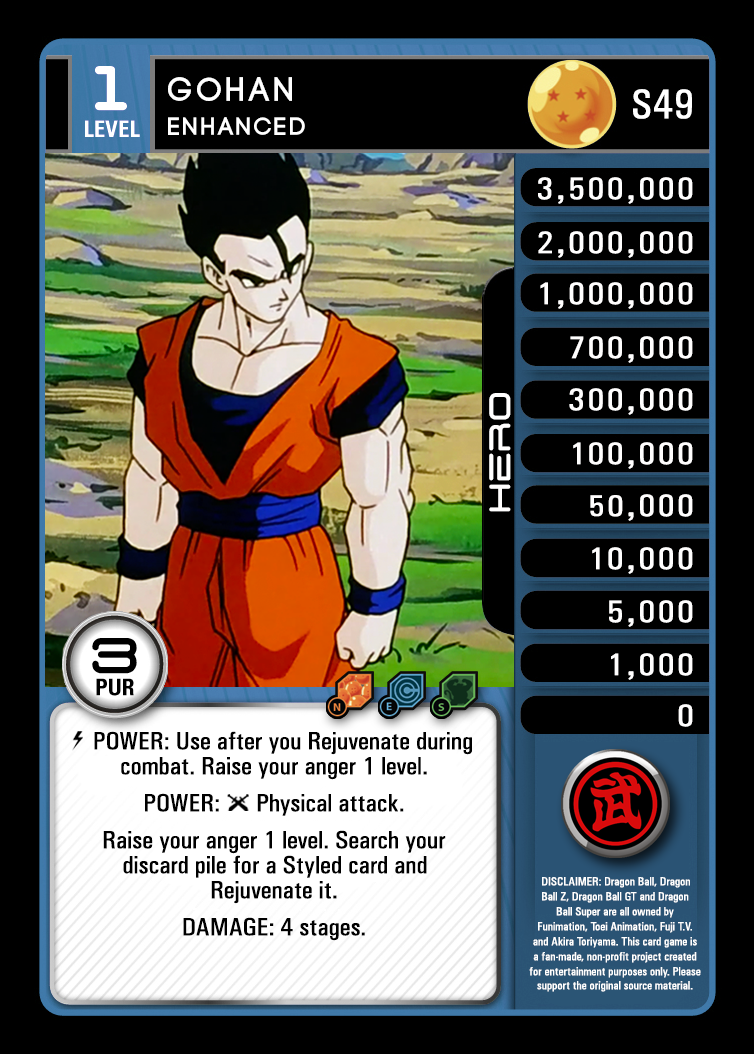 1
LEVEL
GOHAN
ENHANCED
S49
3,500,000
2,000,000
1,000,000
700,000
300,000
100,000
50,000
10,000
5,000
1,000
0
HERO
3
PUR
N E S
POWER: Use after you Rejuvenate during
combat. Raise your anger 1 level.
POWER: Physical attack.
Raise your anger 1 level. Search your
discard pile for a Styled card and
Rejuvenate it.
DAMAGE: 4 stages.
武
DISCLAIMER: Dragon Ball, Dragon
Ball Z, Dragon Ball GT and Dragon
Ball Super are all owned by
Funimation, Toei Animation, Fuji T.V.
and Akira Toriyama. This card game is
a fan-made, non-profit project created
for entertainment purposes only. Please
support the original source material.